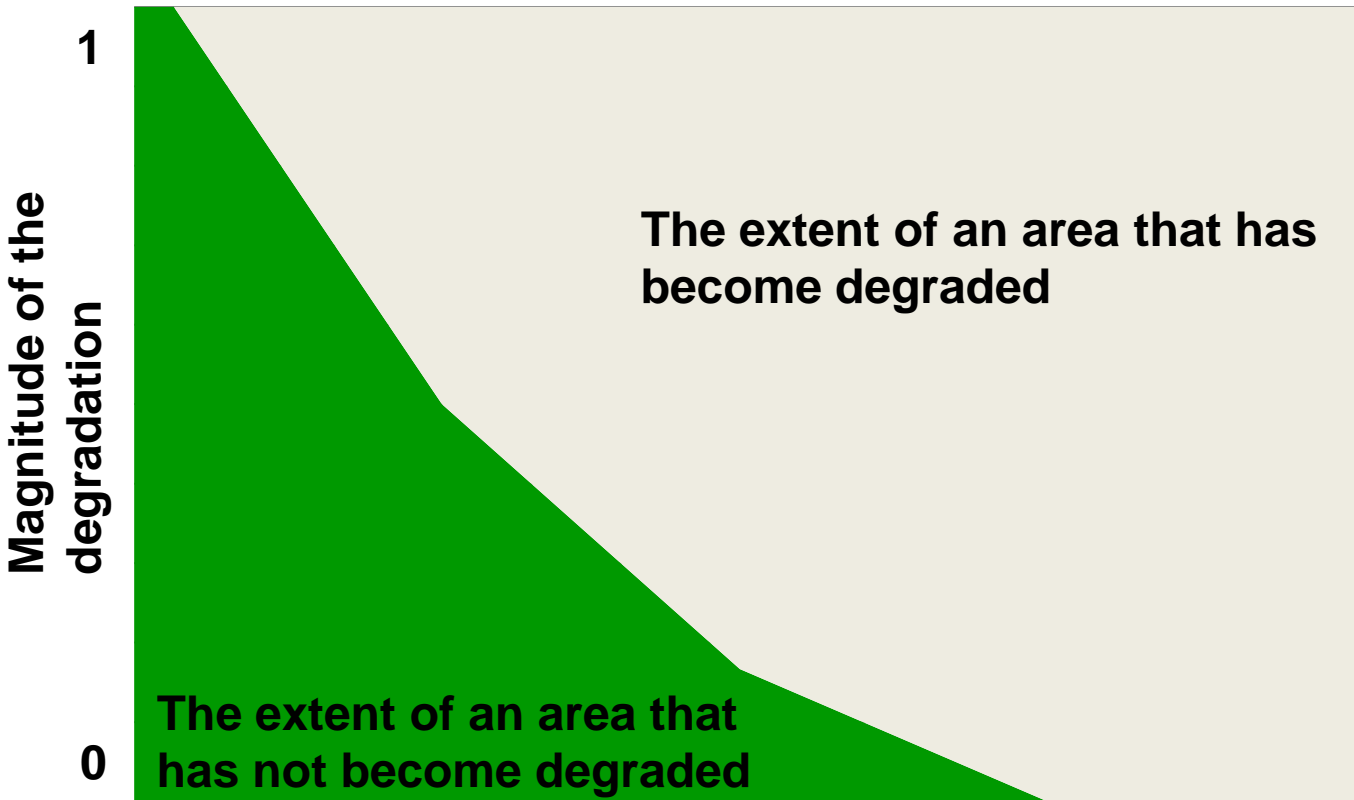 1
Magnitude of the
degradation
The extent of an area that has
become degraded
The extent of an area that
has not become degraded
0